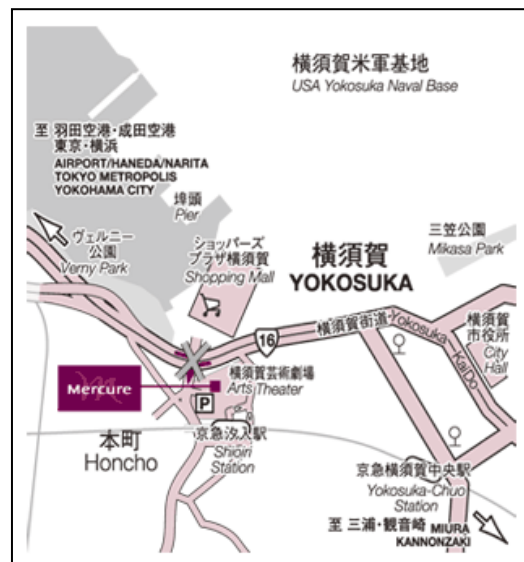 横須賀米軍基地
USA Yokosuka Naval Base
至 羽田空港・成田空港
東京・横浜
AIRPORT/HANEDA/NARITA
TOKYO METROPOLIS
YOKOHAMA CITY
埠頭
Pier
ヴェルニー
公園
Verny Park
ショッパーズ
プラザ横須賀
Shopping Mall
三笠公園
Mikasa Park
横須賀
YOKOSUKA
16
横須賀街道
Yokosuka KaiDo
横須賀
市役所
City
Hall
Mercure
横須賀芸術劇場
Arts Theater
P
本町
Honcho
京急汐入駅
Shioiri
Station
京急横須賀中央駅
Yokosuka-Chuo
Station
至 三浦・観音崎 MIURA
KANNONZAKI